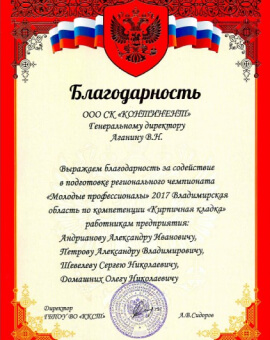 Благодарность
ООО СК «КОНТИНЕНТ»
Генеральному директору
Аганину В.Н.
Выражаем благодарность за содействие
в подготовке регионального чемпионата
«Молодые профессионалы» 2017 Владимирская
область по компетенции «Кирпичная кладка»
работникам предприятия:
Андрианову Александру Ивановичу,
Петрову Александру Владимировичу,
Шевелеву Сергею Николаевичу,
Домашних Олегу Николаевичу
Директор
ГБПОУ ВО «ККСТ» А.В.Сидоров